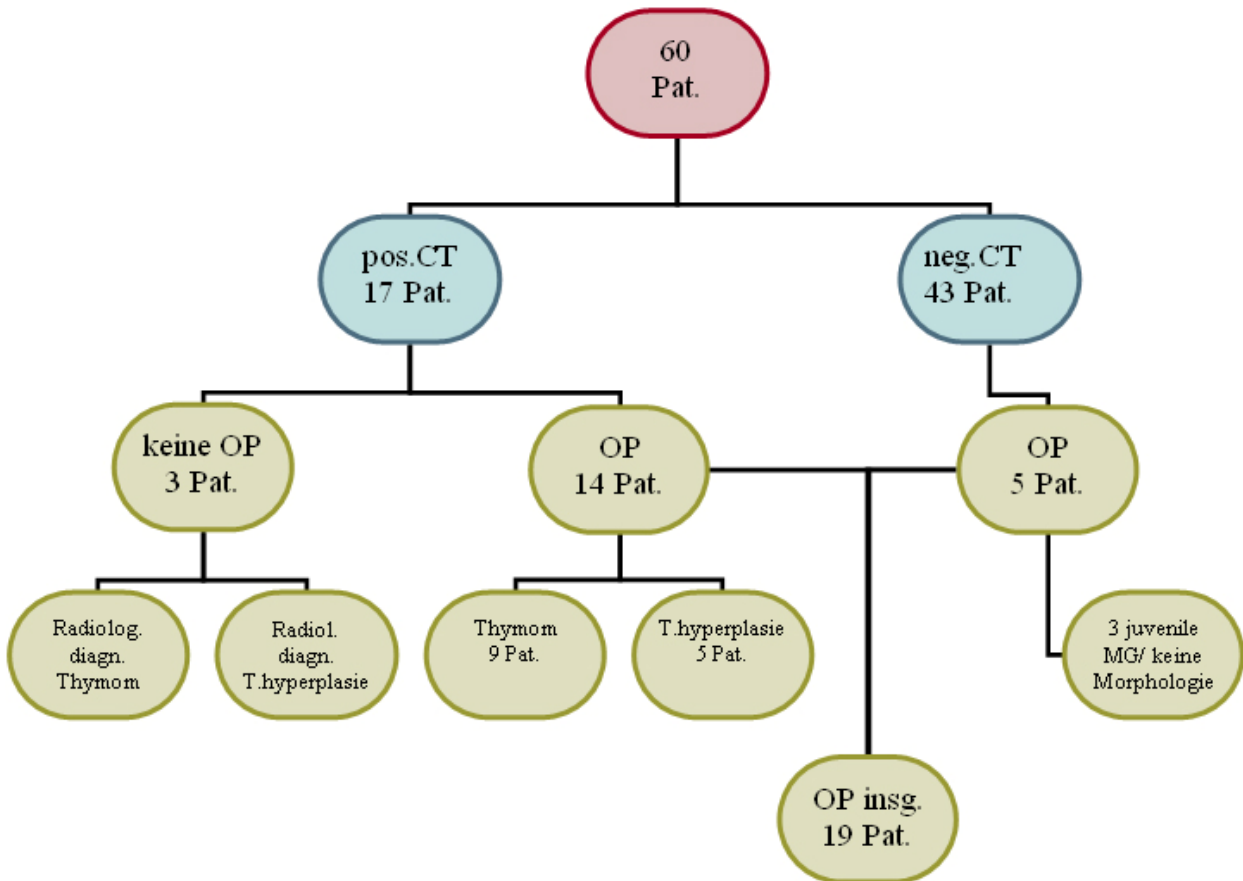 60
Pat.
pos.CT
17 Pat.
neg.CT
43 Pat.
keine OP
3 Pat.
OP
14 Pat.
OP
5 Pat.
Radiolog.
diagn.
Thymom
Radiol.
diagn.
T.hyperplasie
Thymom
9 Pat.
T.hyperplasie
5 Pat.
3 juvenile
MG/ keine
Morphologie
OP insg.
19 Pat.